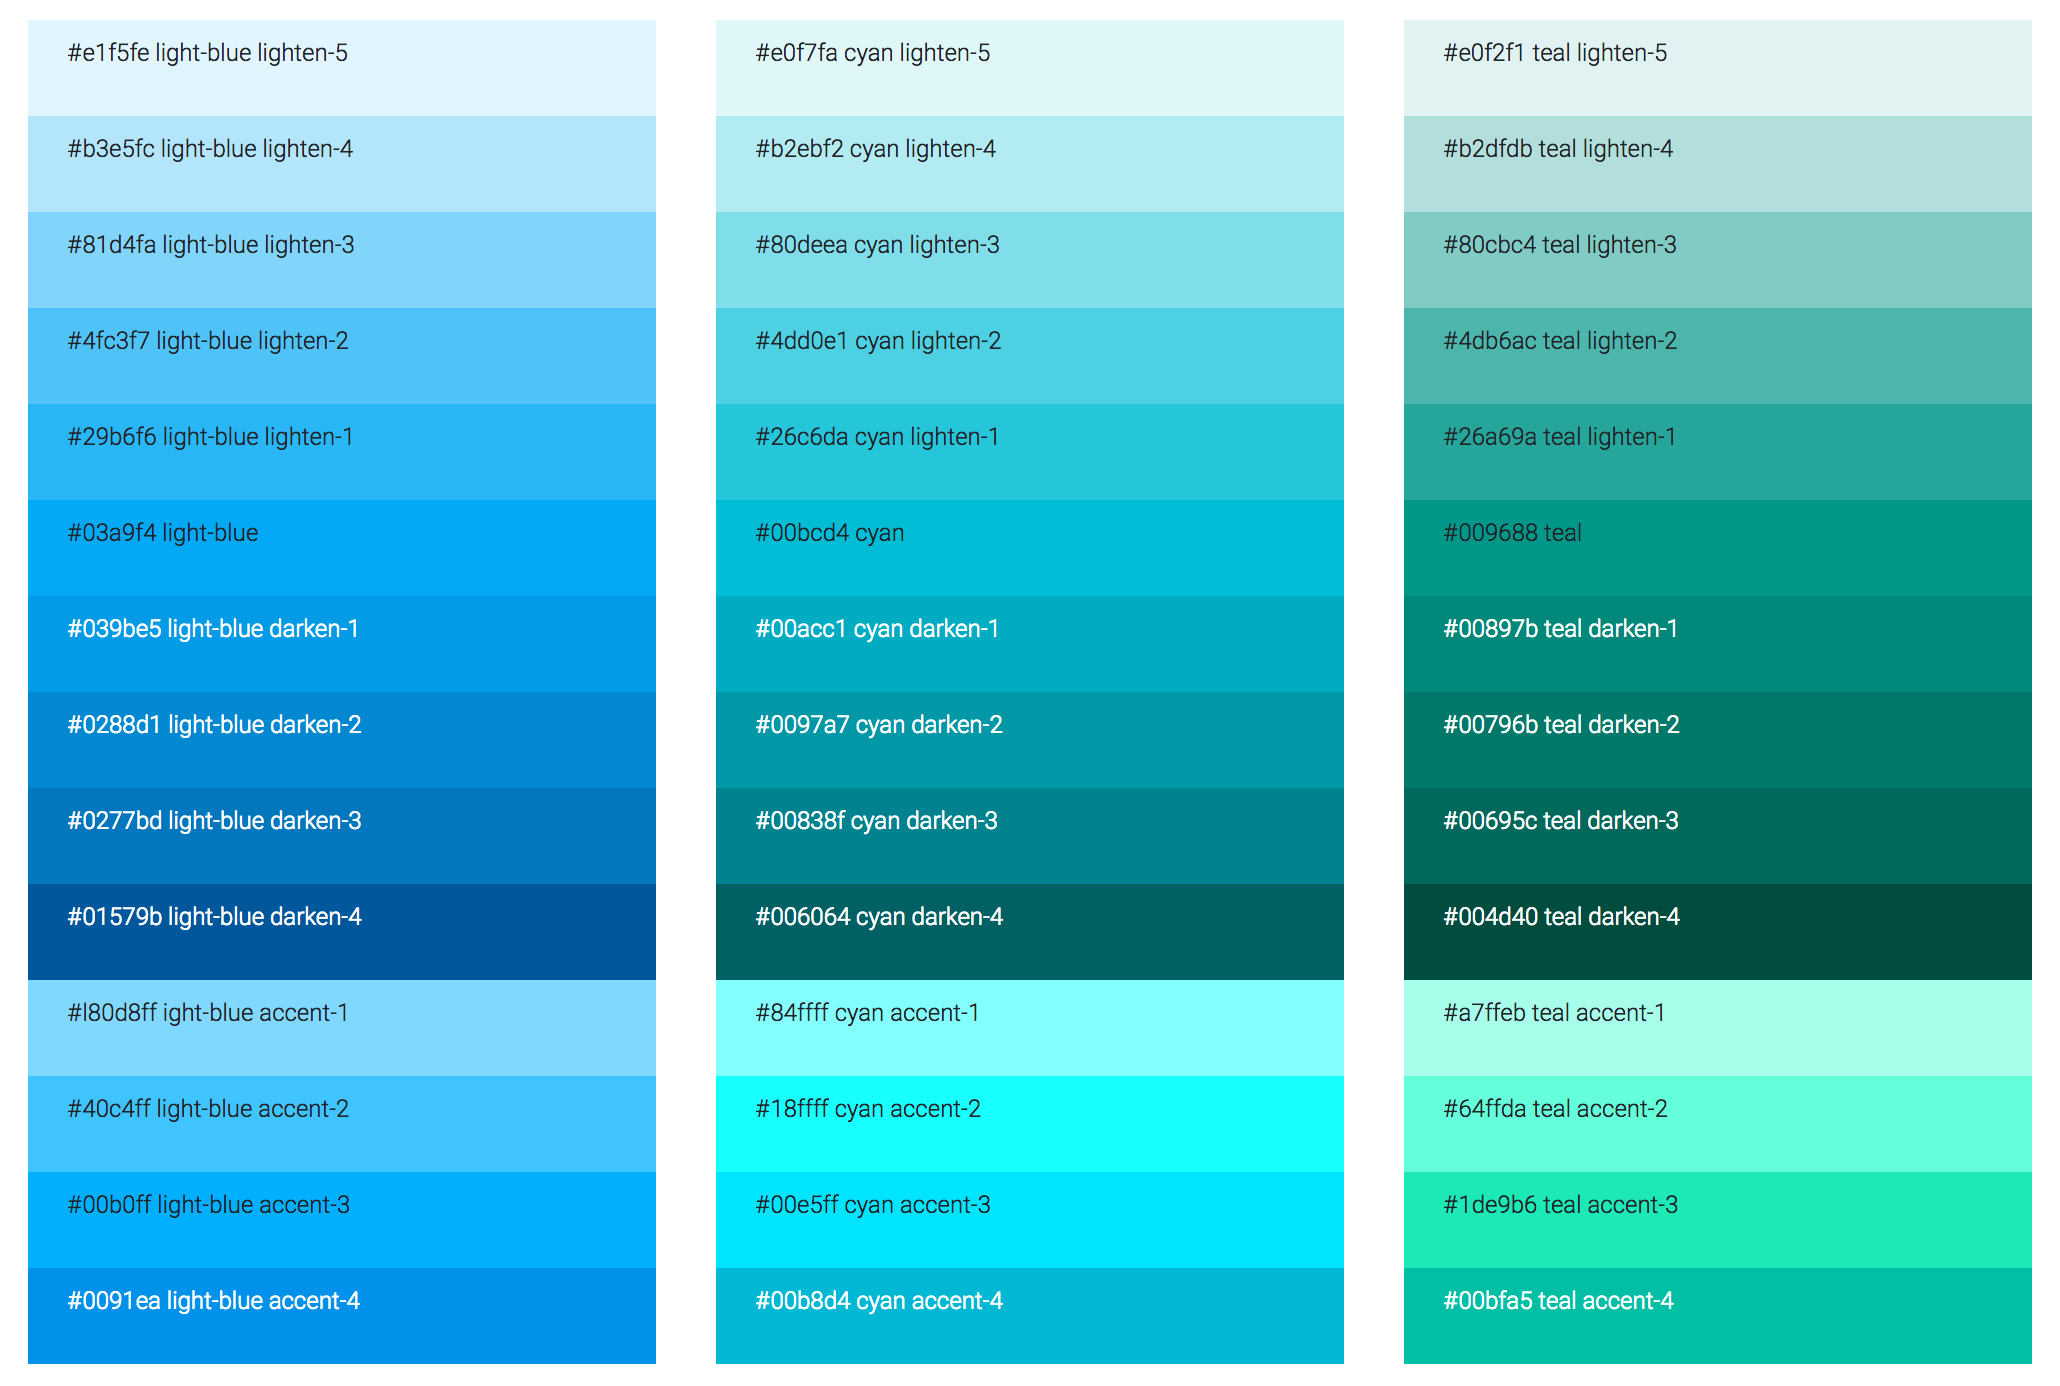 #e1f5fe light-blue lighten-5
#b3e5fc light-blue lighten-4
#81d4fa light-blue lighten-3
#4fc3f7 light-blue lighten-2
#29b6f6 light-blue lighten-1
#03a9f4 light-blue
#039be5 light-blue darken-1
#0288d1 light-blue darken-2
#0277bd light-blue darken-3
#01579b light-blue darken-4
#l80d8ff ight-blue accent-1
#40c4ff light-blue accent-2
#00b0ff light-blue accent-3
#0091ea light-blue accent-4
#e0f7fa cyan lighten-5
#b2ebf2 cyan lighten-4
#80deea cyan lighten-3
#4dd0e1 cyan lighten-2
#26c6da cyan lighten-1
#00bcd4 cyan
#00acc1 cyan darken-1
#0097a7 cyan darken-2
#00838f cyan darken-3
#006064 cyan darken-4
#84ffff cyan accent-1
#18ffff cyan accent-2
#00e5ff cyan accent-3
#00b8d4 cyan accent-4
#e0f2f1 teal lighten-5
#b2dfdb teal lighten-4
#80cbc4 teal lighten-3
#4db6ac teal lighten-2
#26a69a teal lighten-1
#009688 teal
#00897b teal darken-1
#00796b teal darken-2
#00695c teal darken-3
#004d40 teal darken-4
#a7ffeb teal accent-1
#64ffda teal accent-2
#1de9b6 teal accent-3
#00bfa5 teal accent-4